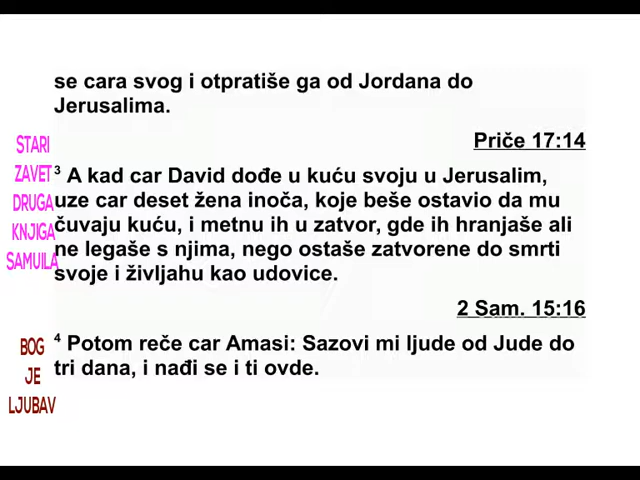 se cara svog i otpratiše ga od Jordana do
Jerusalima.
Priče 17:14
³ A kad car David dođe u kuću svoju u Jerusalim,
uze car deset žena inoča, koje beše ostavio da mu
čuvaju kuću, i metnu ih u zatvor, gde ih hranjaše ali
ne legaše s njima, nego ostaše zatvorene do smrti
svoje i življahu kao udovice.
2 Sam. 15:16
⁴ Potom reče car Amasi: Sazovi mi ljude od Jude do
tri dana, i nađi se i ti ovde.
STARI
ZAVET
DRUGA
KNJIGA
SAMUILA
BOG
JE
LJUBAV